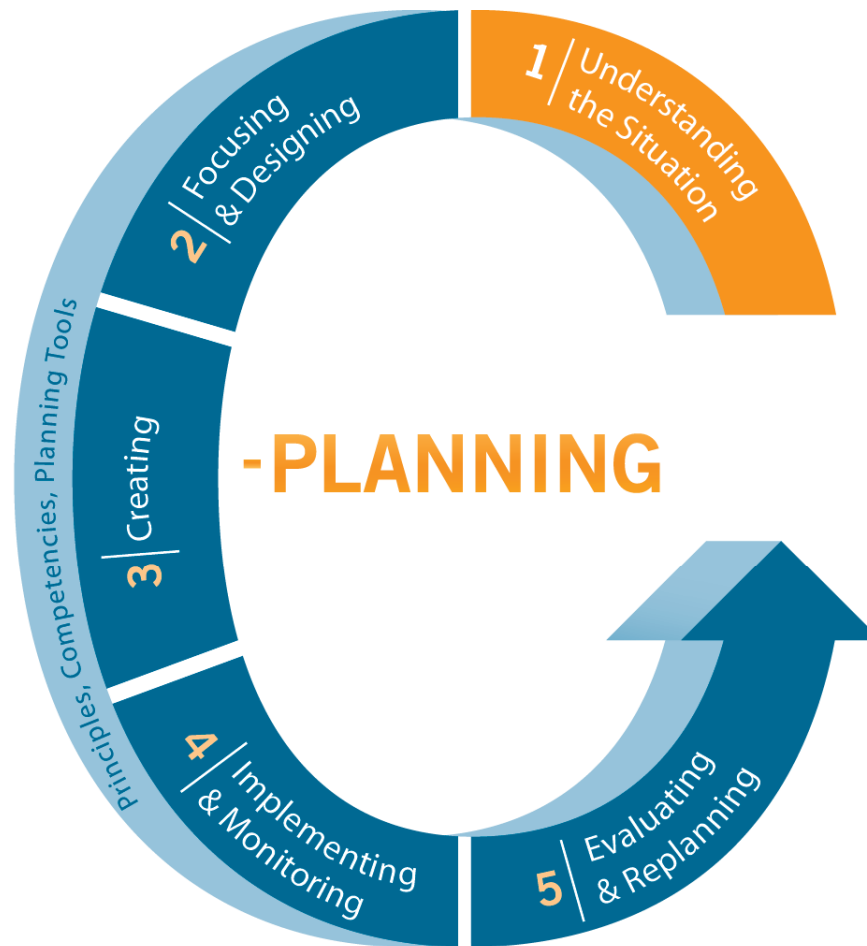 1
Understanding
the Situation
2
Focusing
& Designing
3
Creating
4
Implementing
& Monitoring
5
Evaluating
& Replanning
-PLANNING
Principles, Competencies, Planning Tools